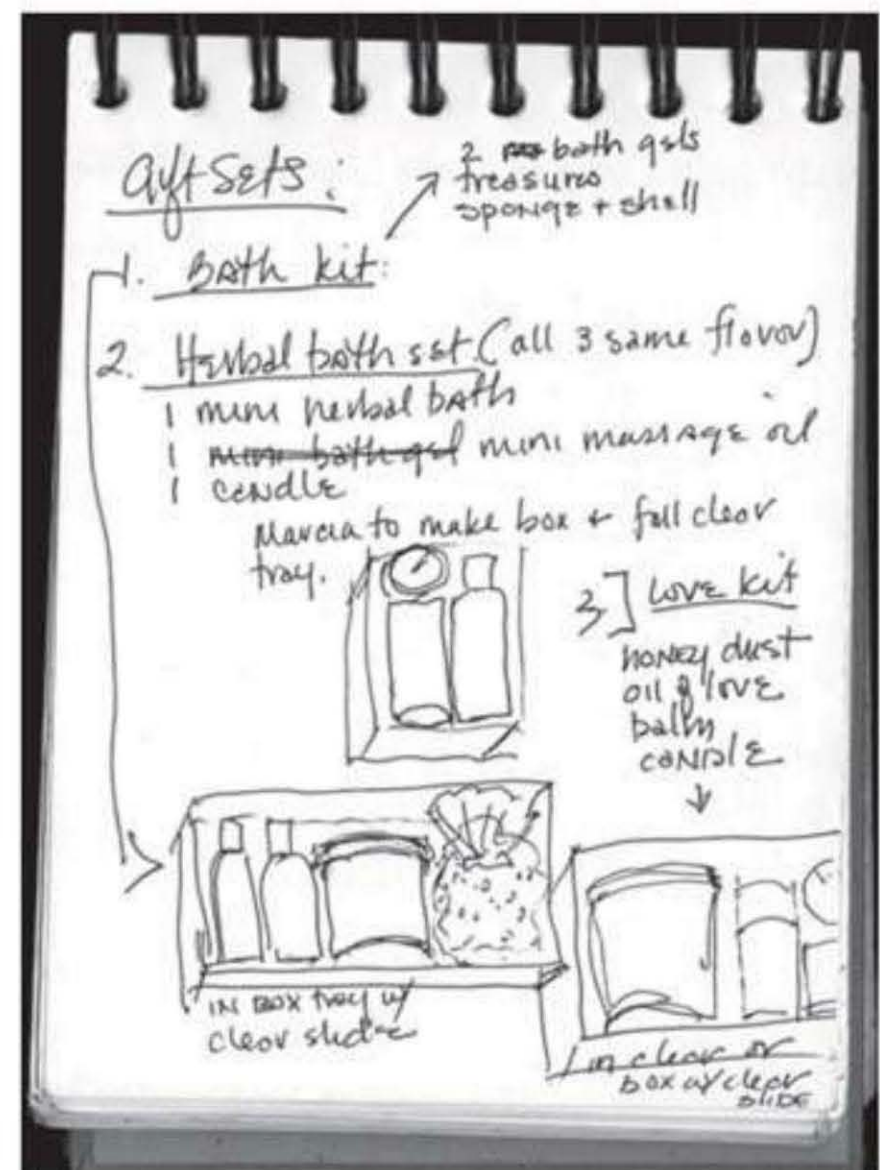 Gift Sets:
2 bath gels
treasures
sponge + shell
1. Bath kit:
2. Herbal bath set (all 3 same flavor)
1 mini herbal bath
1 mini bath gel mini massage oil
1 candle
Marcia to make box + full clear
tray.
3] LOVE kit
honey dust
oil of love
balm
candle
IN BOX tray w/
clear slide
in clear or
box w/ clear
SLIDE